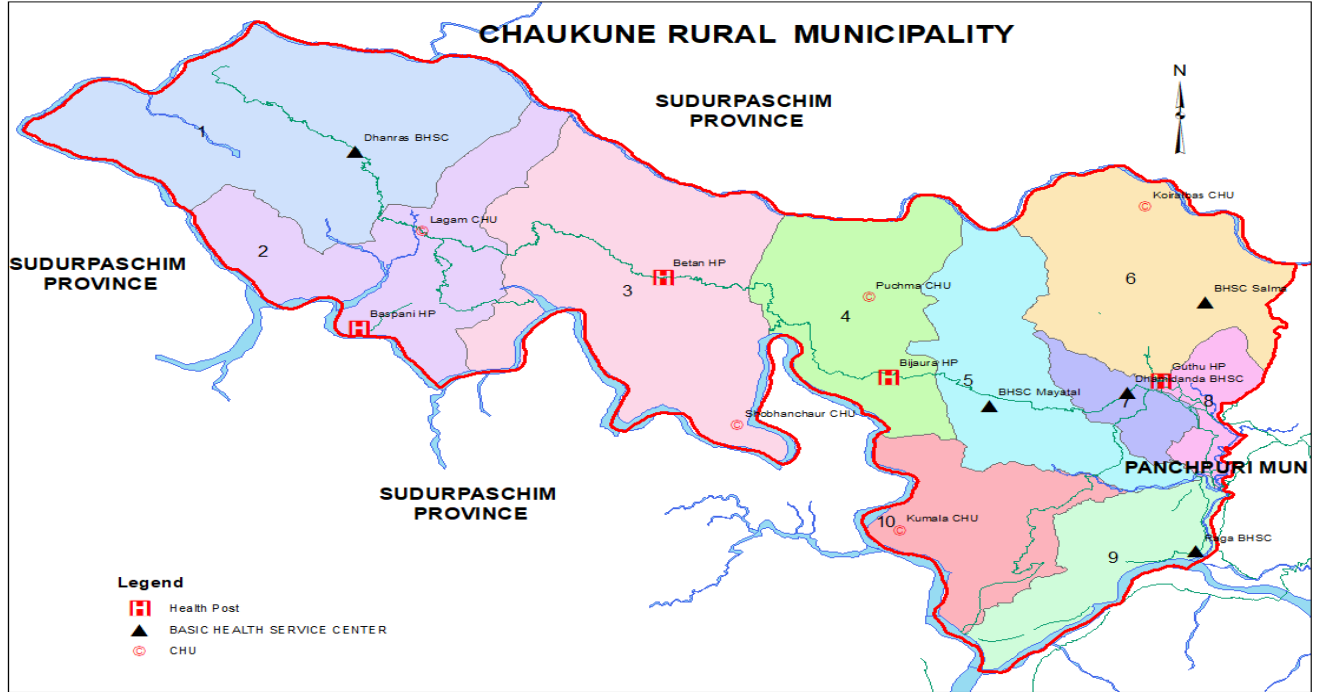 CHAUKUNE RURAL MUNICIPALITY
N
SUDURPASCHIM
PROVINCE
1
Dhanras BHSC
Koiralbas CHU
Lagam CHU
2
SUDURPASCHIM
PROVINCE
Betan HP
3
6
BHSC Salma
Puchma CHU
4
Baspani HP
Bijaura HP
Guthu HP
5
Dhamidanda BHSC
BHSC Mayatal
7
8
Shobhanchaur CHU
PANCHPURI MUN
SUDURPASCHIM
PROVINCE
10
Kumala CHU
Raga BHSC
9
Legend
H Health Post
BASIC HEALTH SERVICE CENTER
© CHU